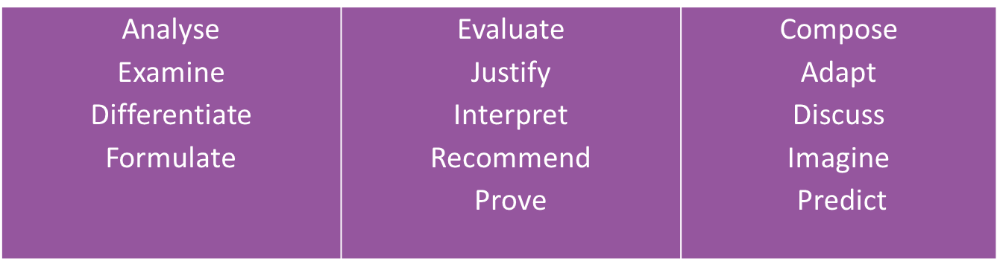 Analyse
Examine
Differentiate
Formulate
Evaluate
Justify
Interpret
Recommend
Prove
Compose
Adapt
Discuss
Imagine
Predict